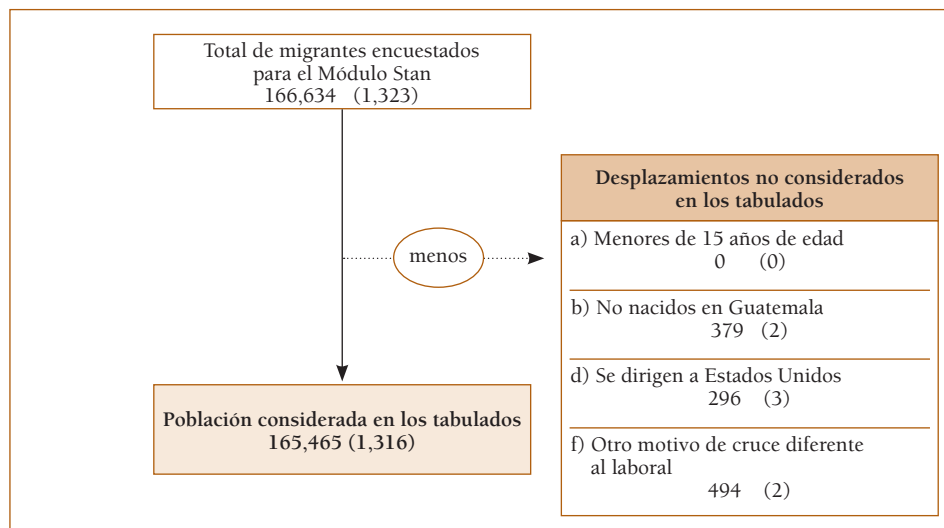 Total de migrantes encuestados
para el Módulo Stan
166,634 (1,323)
menos
Desplazamientos no considerados
en los tabulados
a) Menores de 15 años de edad
0 (0)
b) No nacidos en Guatemala
379 (2)
d) Se dirigen a Estados Unidos
296 (3)
f) Otro motivo de cruce diferente
al laboral
494 (2)
Población considerada en los tabulados
165,465 (1,316)